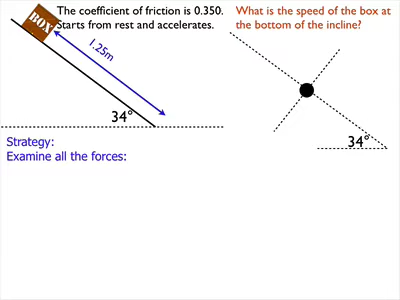 The coefficient of friction is 0.350.
Starts from rest and accelerates.
What is the speed of the box at
the bottom of the incline?
BOX
1.25m
34°
34°
Strategy:
Examine all the forces: